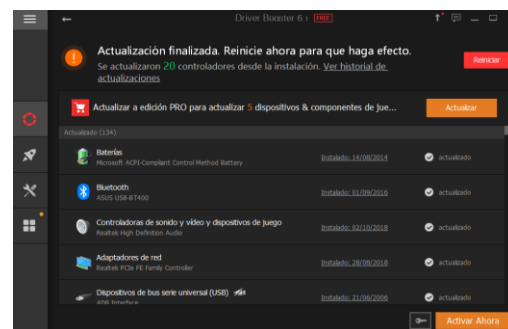 Driver Booster 6.1 FREE
Actualización finalizada. Reinicie ahora para que haga efecto.
Se actualizaron 20 controladores desde la instalación. Ver historial de
actualizaciones
Reiniciar
Actualizar a edición PRO para actualizar 5 dispositivos & componentes de jue...
Actualizar
Actualizado (134)
Baterías
Microsoft ACPI-Compliant Control Method Battery
Instalado: 14/08/2014
actualizado
Bluetooth
ASUS USB-BT400
Instalado: 01/09/2016
actualizado
Controladoras de sonido y vídeo y dispositivos de juego
Realtek High Definition Audio
Instalado: 02/10/2018
actualizado
Adaptadores de red
Realtek PCIe FE Family Controller
Instalado: 28/08/2018
actualizado
Dispositivos de bus serie universal (USB)
ADB Interface
Instalado: 21/06/2006
actualizado
Activar Ahora